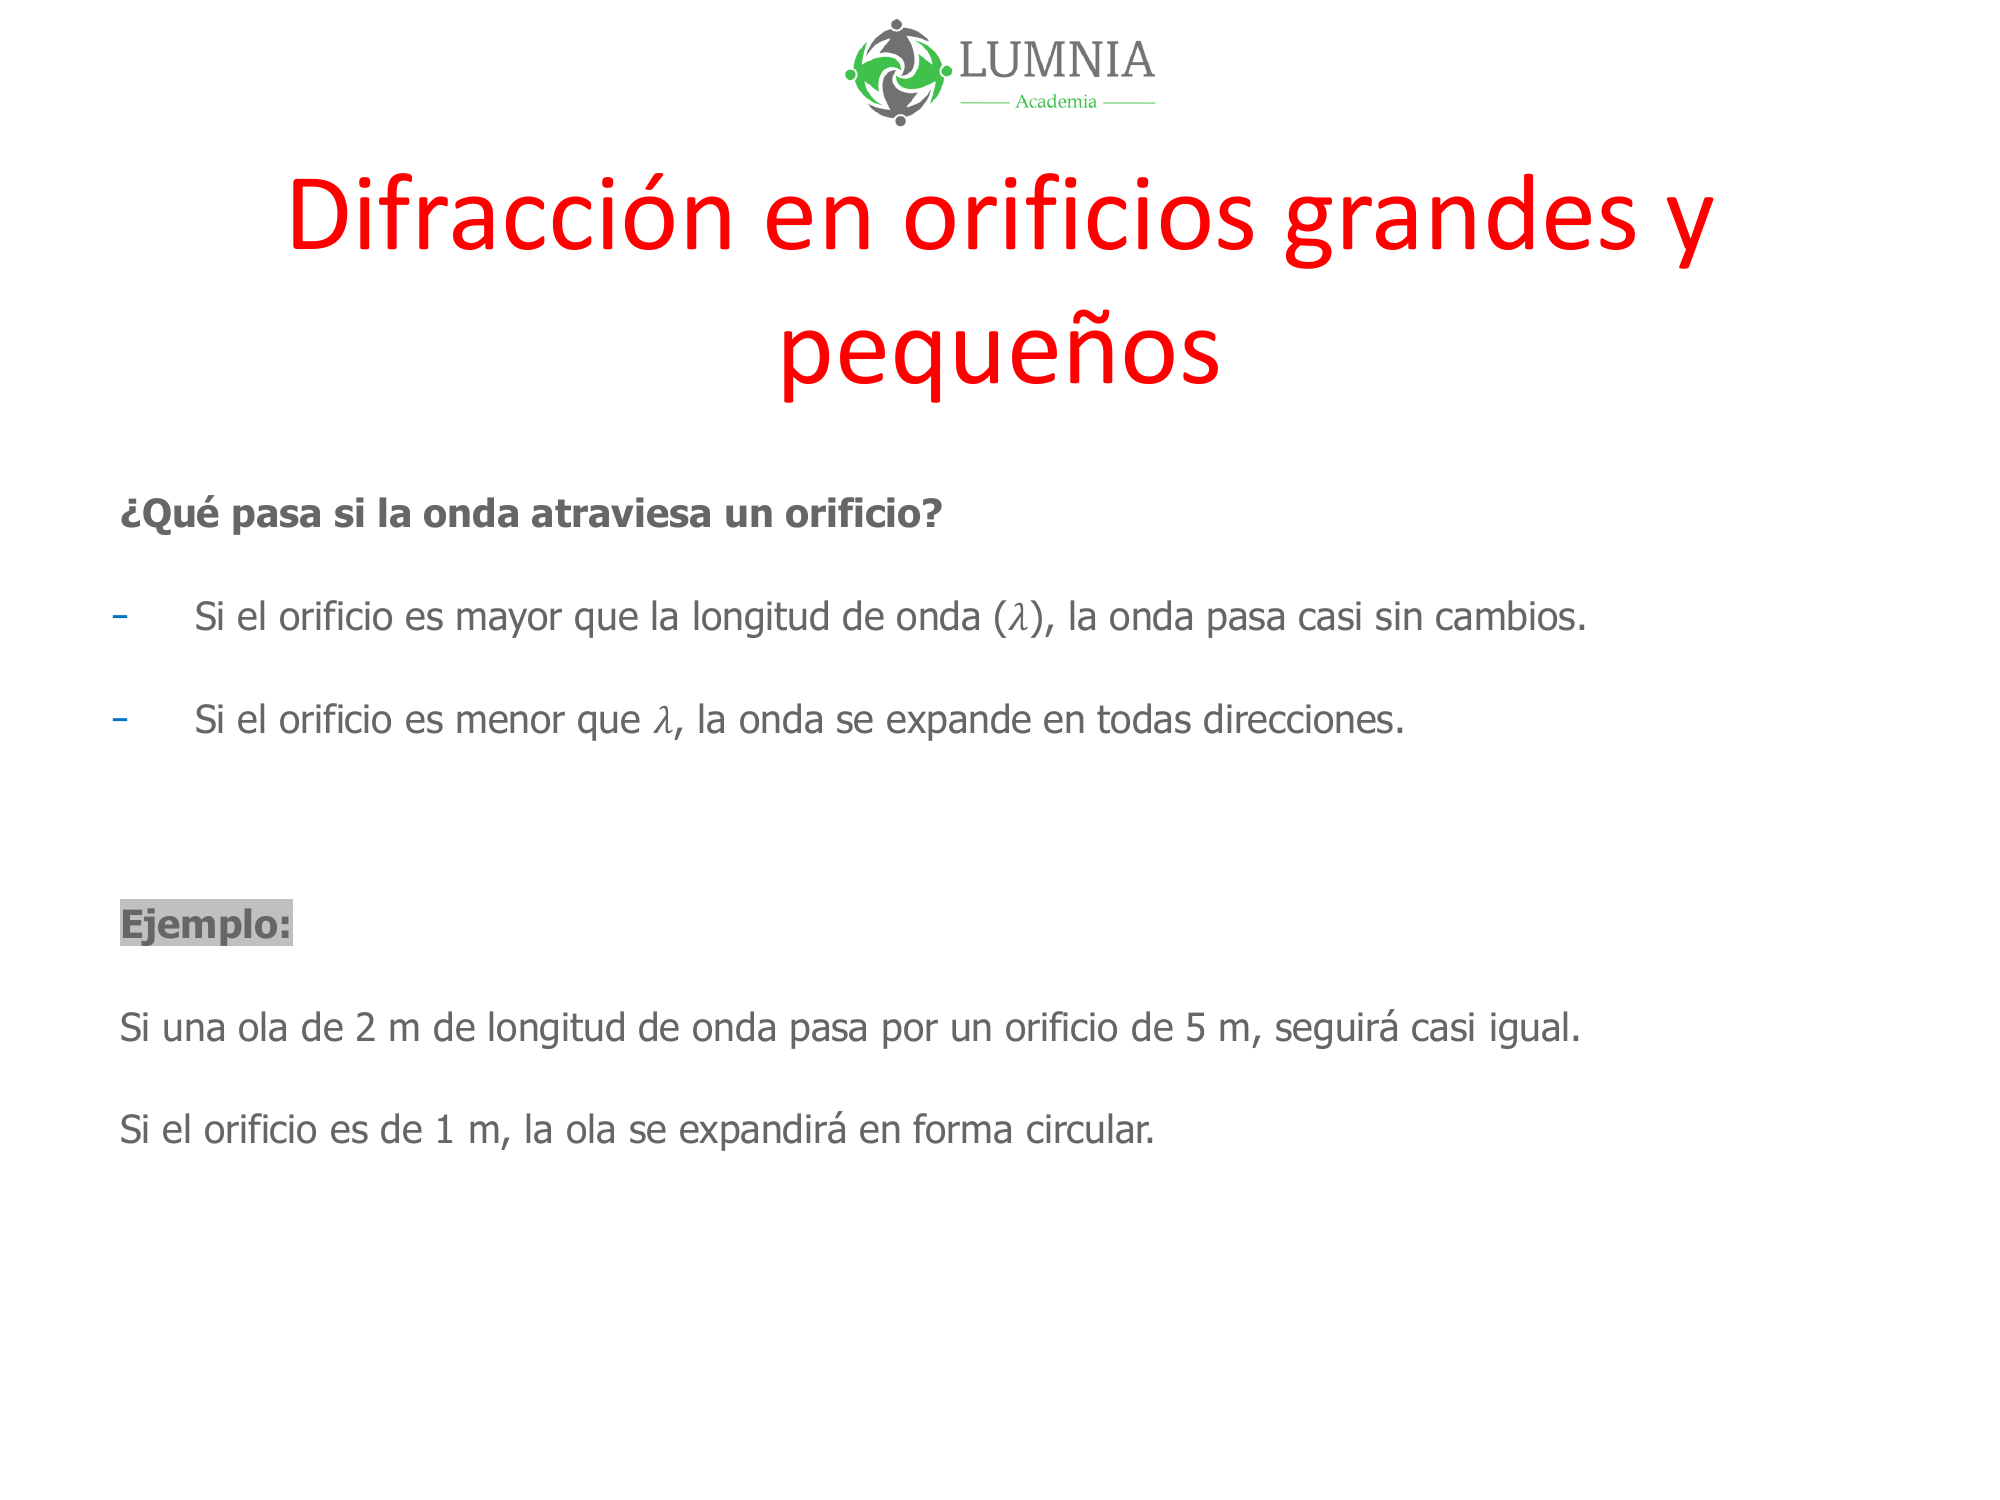 LUMNIA
Academia
Difracción en orificios grandes y
pequeños
¿Qué pasa si la onda atraviesa un orificio?
- Si el orificio es mayor que la longitud de onda (λ), la onda pasa casi sin cambios.
- Si el orificio es menor que λ, la onda se expande en todas direcciones.
Ejemplo:
Si una ola de 2 m de longitud de onda pasa por un orificio de 5 m, seguirá casi igual.
Si el orificio es de 1 m, la ola se expandirá en forma circular.